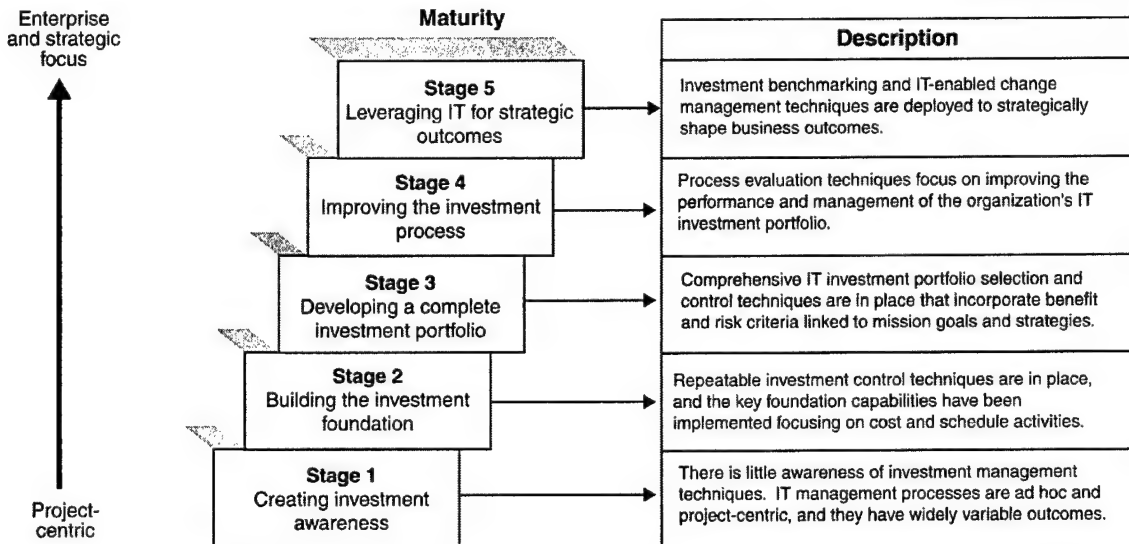 Enterprise
and strategic
focus
Project-
centric
Maturity
Stage 5
Leveraging IT for strategic
outcomes
Stage 4
Improving the investment
process
Stage 3
Developing a complete
investment portfolio
Stage 2
Building the investment
foundation
Stage 1
Creating investment
awareness
Description
Investment benchmarking and IT-enabled change
management techniques are deployed to strategically
shape business outcomes.
Process evaluation techniques focus on improving the
performance and management of the organization's IT
investment portfolio.
Comprehensive IT investment portfolio selection and
control techniques are in place that incorporate benefit
and risk criteria linked to mission goals and strategies.
Repeatable investment control techniques are in place,
and the key foundation capabilities have been
implemented focusing on cost and schedule activities.
There is little awareness of investment management
techniques. IT management processes are ad hoc and
project-centric, and they have widely variable outcomes.